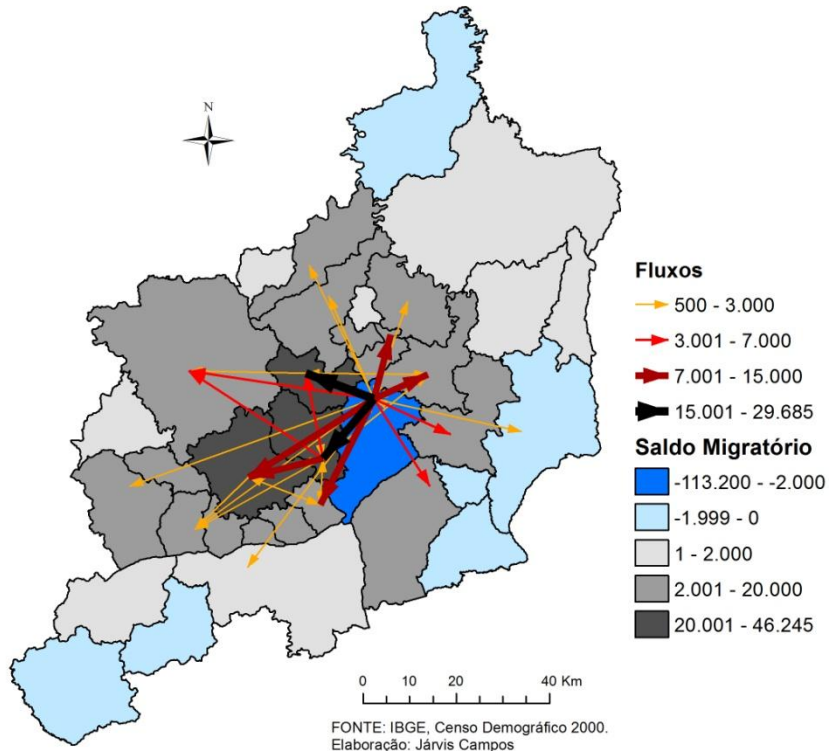 N
Fluxos
500 - 3.000
3.001 - 7.000
7.001 - 15.000
15.001 - 29.685
Saldo Migratório
-113.200 - -2.000
-1.999 - 0
1 - 2.000
2.001 - 20.000
20.001 - 46.245
0 10 20 40 Km
FONTE: IBGE, Censo Demográfico 2000.
Elaboração: Járvis Campos